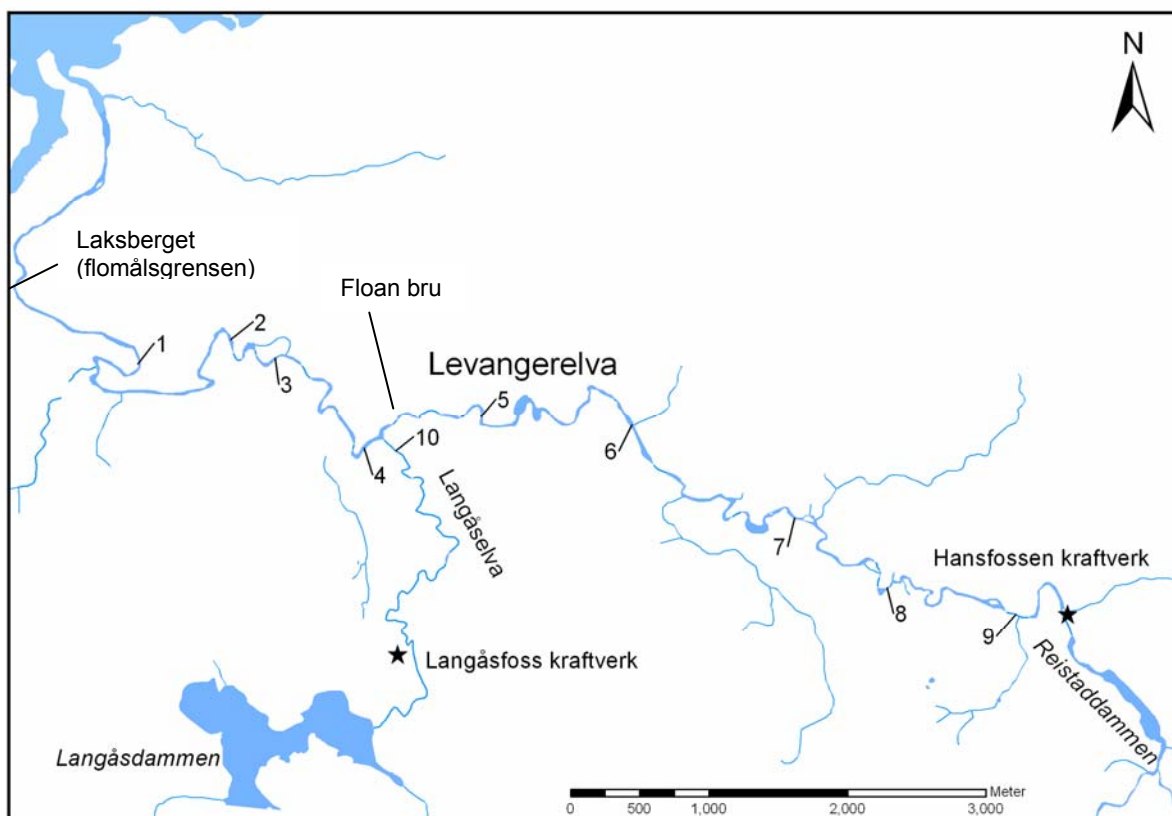 N
Laksberget
(flomålsgrensen)
Floan bru
2
1
3
Levangerelva
5
10
4
6
Langåselva
7
Hansfossen kraftverk
8
9
Reistaddammen
Langåsfoss kraftverk
Langåsdammen
Meter
0 500 1,000 2,000 3,000